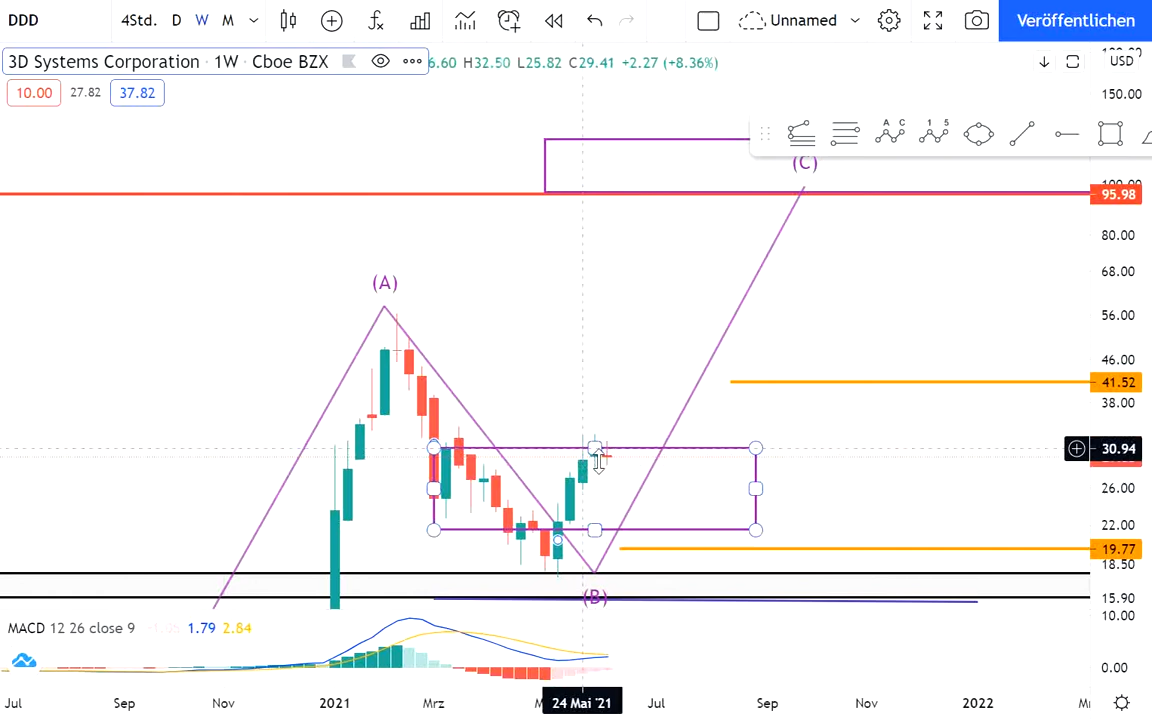 DDD 4Std. D W M Unnamed Veröffentlichen
3D Systems Corporation · 1W · Cboe BZX 6.60 H32.50 L25.82 C29.41 +2.27 (+8.36%)
USD
10.00 27.82 37.82
150.00
A C 1 5
(C)
95.98
80.00
68.00
(A)
56.00
46.00
41.52
38.00
30.94
26.00
22.00
19.77
18.50
(B)
15.90
10.00
MACD 12 26 close 9 1.79 2.84
0.00
Jul Sep Nov 2021 Mrz 24 Mai '21 Jul Sep Nov 2022